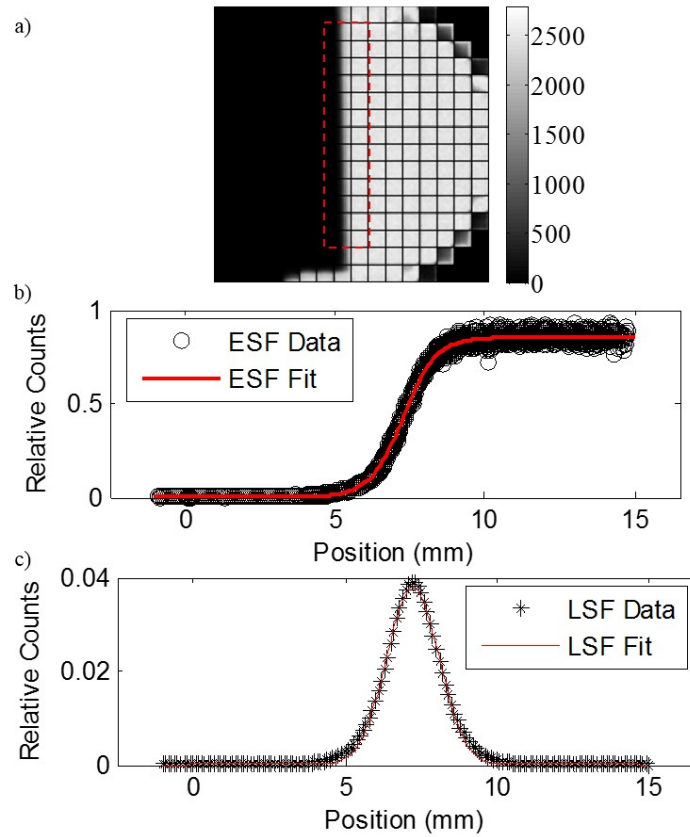 a)
2500
2000
1500
1000
500
0
b)
1
0.5
0
Relative Counts
ESF Data
ESF Fit
0 5 10 15
Position (mm)
c)
0.04
0.02
0
Relative Counts
LSF Data
LSF Fit
0 5 10 15
Position (mm)